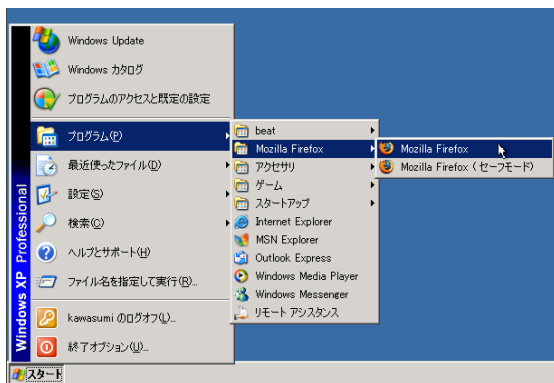 Windows Update
Windows カタログ
プログラムのアクセスと既定の設定
プログラム(P)
最近使ったファイル(D)
設定(S)
検索(C)
ヘルプとサポート(H)
ファイル名を指定して実行(R)...
kawasumi のログオフ(L)...
終了オプション(U)...
Windows XP Professional
スタート
beat
Mozilla Firefox
アクセサリ
ゲーム
スタートアップ
Internet Explorer
MSN Explorer
Outlook Express
Windows Media Player
Windows Messenger
リモート アシスタンス
Mozilla Firefox
Mozilla Firefox (セーフモード)